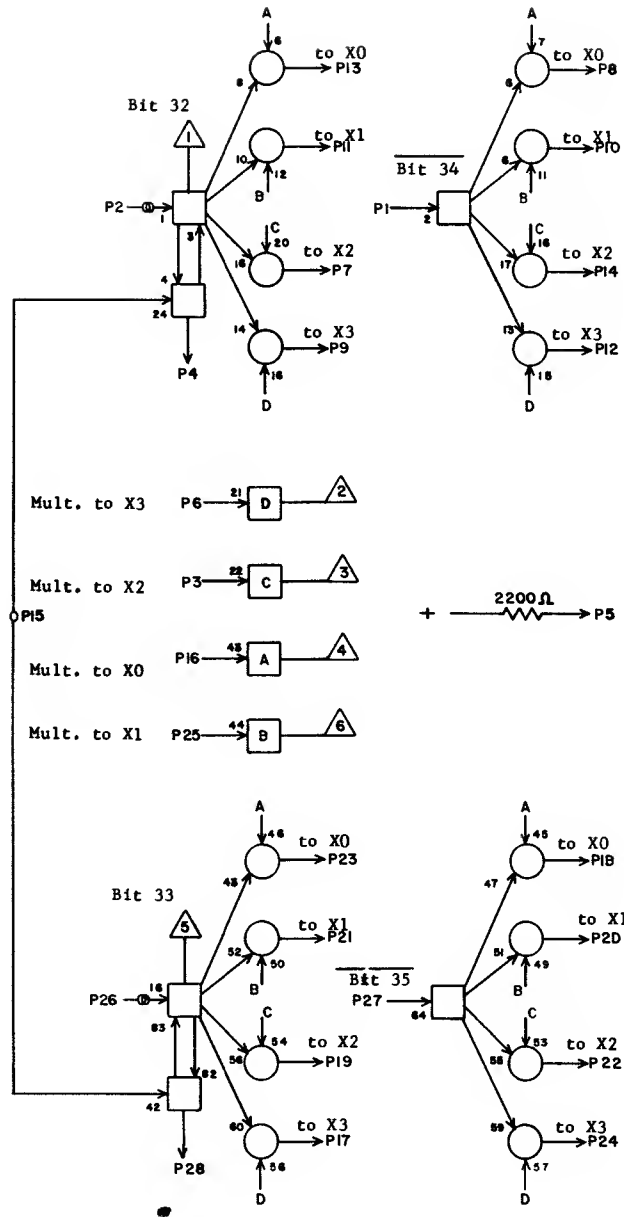 A
A
6
7
to X0
to X0
P13
P8
8
6
Bit 32
1
to X1
to X1
P11
P10
10
6
12
11
B
B
Bit 34
P2
1
3
P1
2
C
20
C
16
to X2
to X2
16
P7
17
P14
4
24
14
to X3
P9
13
to X3
P12
16
15
P4
D
D
Mult. to X3
P6
21
D
2
Mult. to X2
P3
22
C
3
P15
+
2200Ω
P5
Mult. to X0
P16
43
A
4
Mult. to X1
P25
44
B
6
A
A
46
45
to X0
to X0
P23
P18
48
47
Bit 33
5
to X1
to X1
P21
P20
52
51
50
49
B
B
Bit 35
P26
16
P27
64
C
54
C
53
63
62
to X2
to X2
56
P19
58
P22
42
60
to X3
P17
59
to X3
P24
56
57
P28
D
D